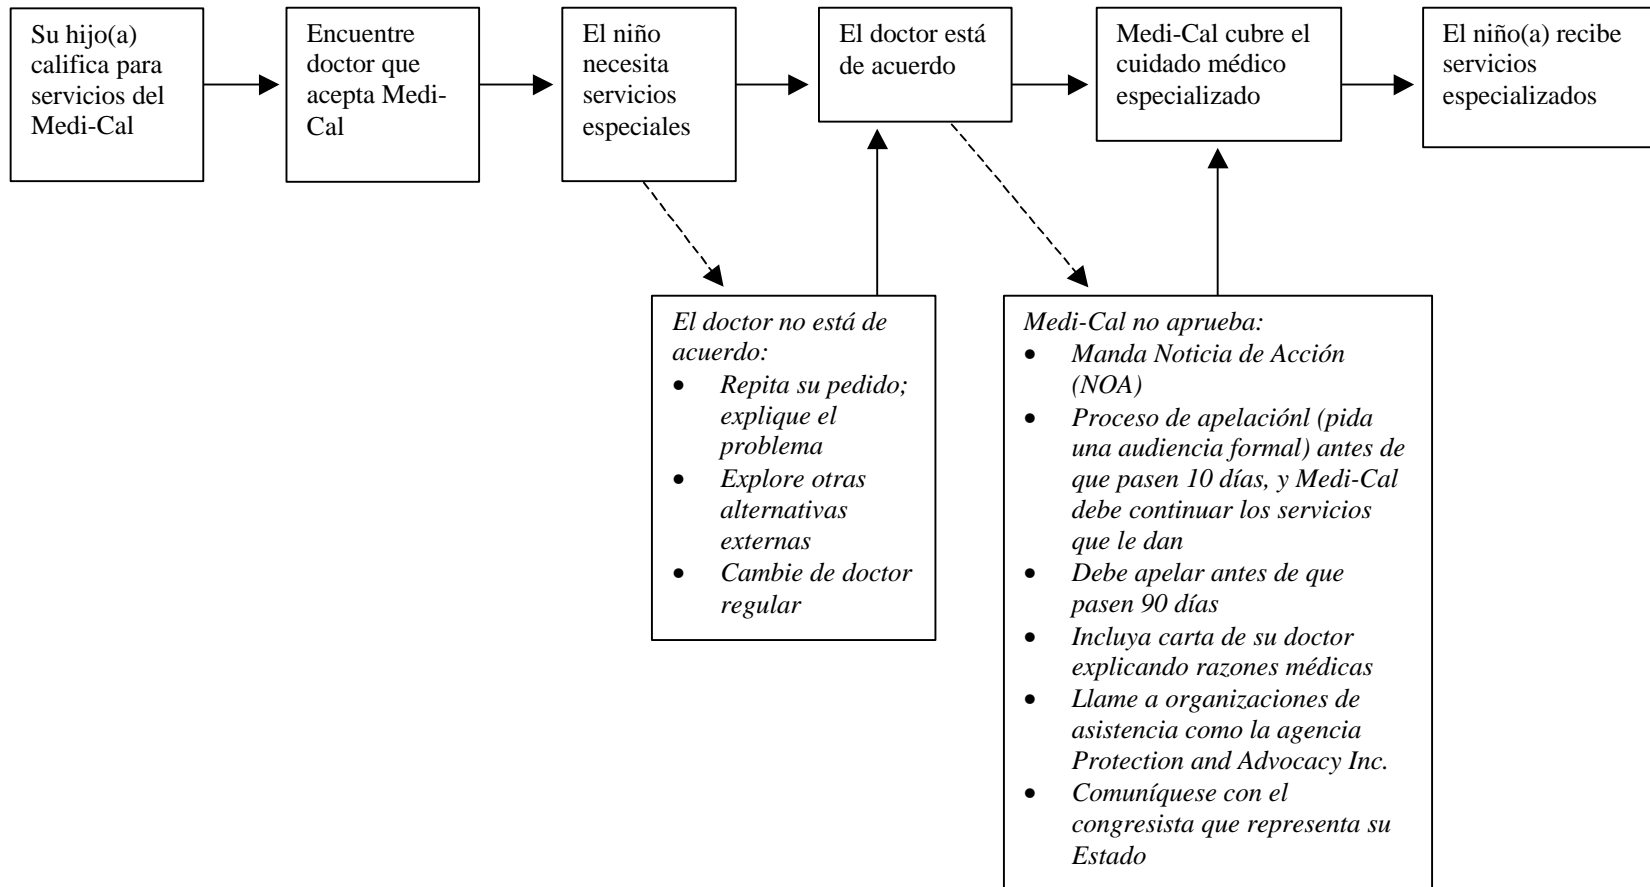 Su hijo(a)
califica para
servicios del
Medi-Cal
Encuentre
doctor que
acepta Medi-
Cal
El niño
necesita
servicios
especiales
El doctor está
de acuerdo
Medi-Cal cubre el
cuidado médico
especializado
El niño(a) recibe
servicios
especializados
El doctor no está de
acuerdo:
• Repita su pedido;
explique el
problema
• Explore otras
alternativas
externas
• Cambie de doctor
regular
Medi-Cal no aprueba:
• Manda Noticia de Acción
(NOA)
• Proceso de apelaciónl (pida
una audiencia formal) antes de
que pasen 10 días, y Medi-Cal
debe continuar los servicios
que le dan
• Debe apelar antes de que
pasen 90 días
• Incluya carta de su doctor
explicando razones médicas
• Llame a organizaciones de
asistencia como la agencia
Protection and Advocacy Inc.
• Comuníquese con el
congresista que representa su
Estado